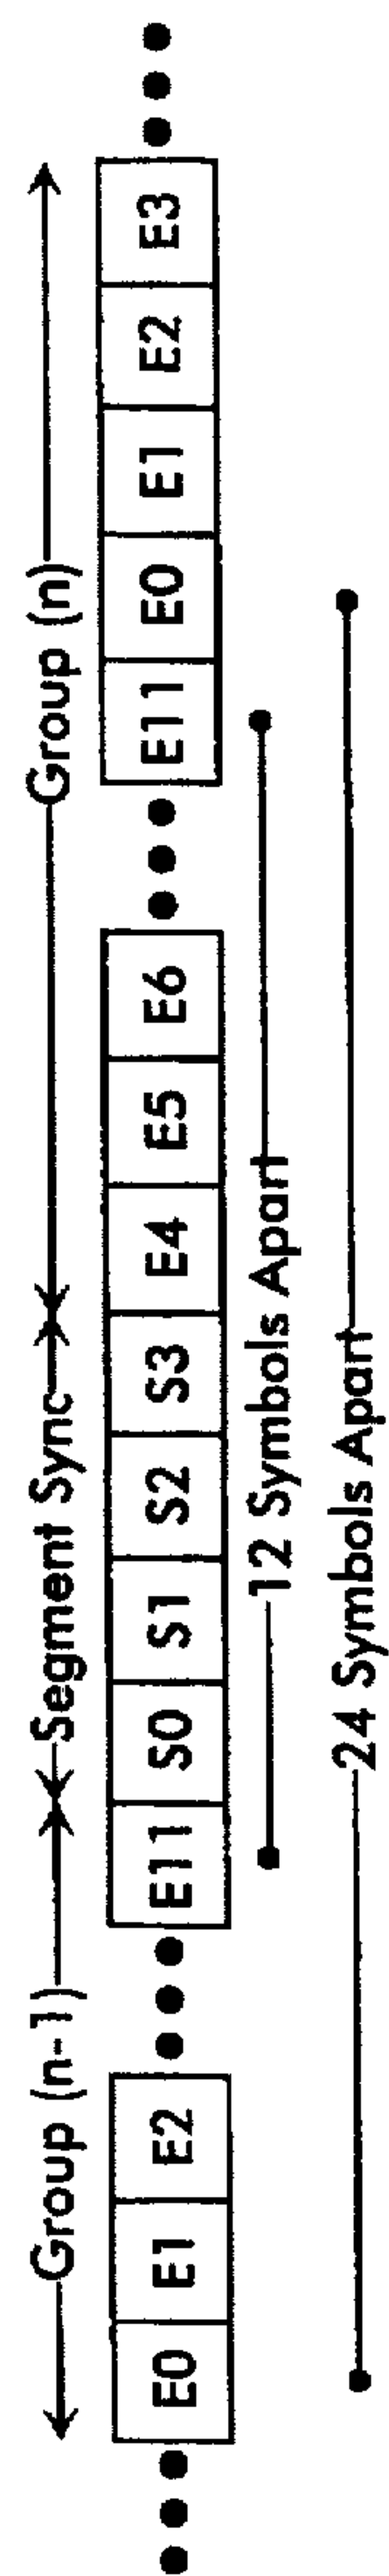 Group (n-1) Segment Sync Group (n)
E0 E1 E2 E11 S0 S1 S2 S3 E4 E5 E6 E11 E0 E1 E2 E3
12 Symbols Apart
24 Symbols Apart